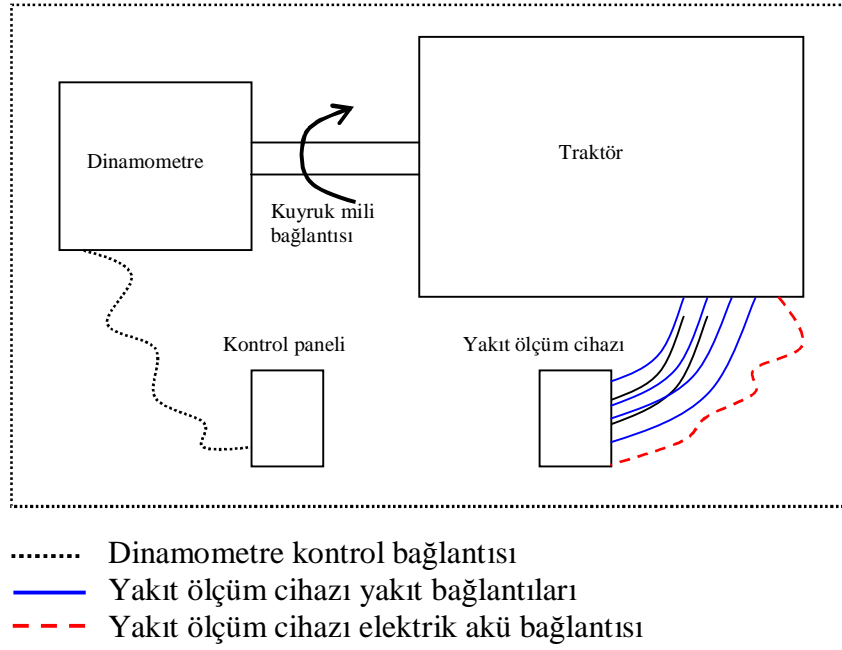 Dinamometre
Traktör
Kuyruk mili
bağlantısı
Kontrol paneli
Yakıt ölçüm cihazı
Dinamometre kontrol bağlantısı
Yakıt ölçüm cihazı yakıt bağlantıları
Yakıt ölçüm cihazı elektrik akü bağlantısı